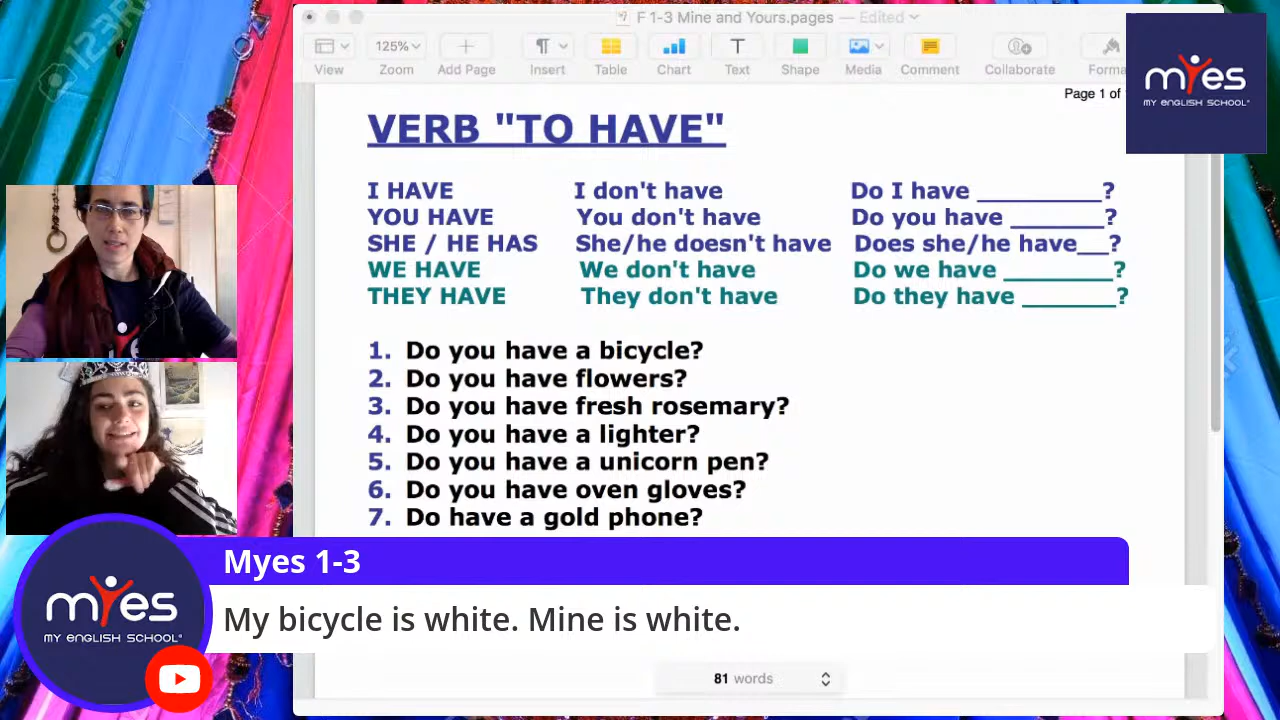 F 1-3 Mine and Yours.pages — Edited
125%
View Zoom Add Page Insert Table Chart Text Shape Media Comment Collaborate Forma
Page 1 of
myes
MY ENGLISH SCHOOL®
VERB "TO HAVE"
I HAVE I don't have Do I have _________?
YOU HAVE You don't have Do you have _______?
SHE / HE HAS She/he doesn't have Does she/he have__?
WE HAVE We don't have Do we have ________?
THEY HAVE They don't have Do they have _______?
1. Do you have a bicycle?
2. Do you have flowers?
3. Do you have fresh rosemary?
4. Do you have a lighter?
5. Do you have a unicorn pen?
6. Do you have oven gloves?
7. Do have a gold phone?
Myes 1-3
My bicycle is white. Mine is white.
myes
MY ENGLISH SCHOOL®
81 words